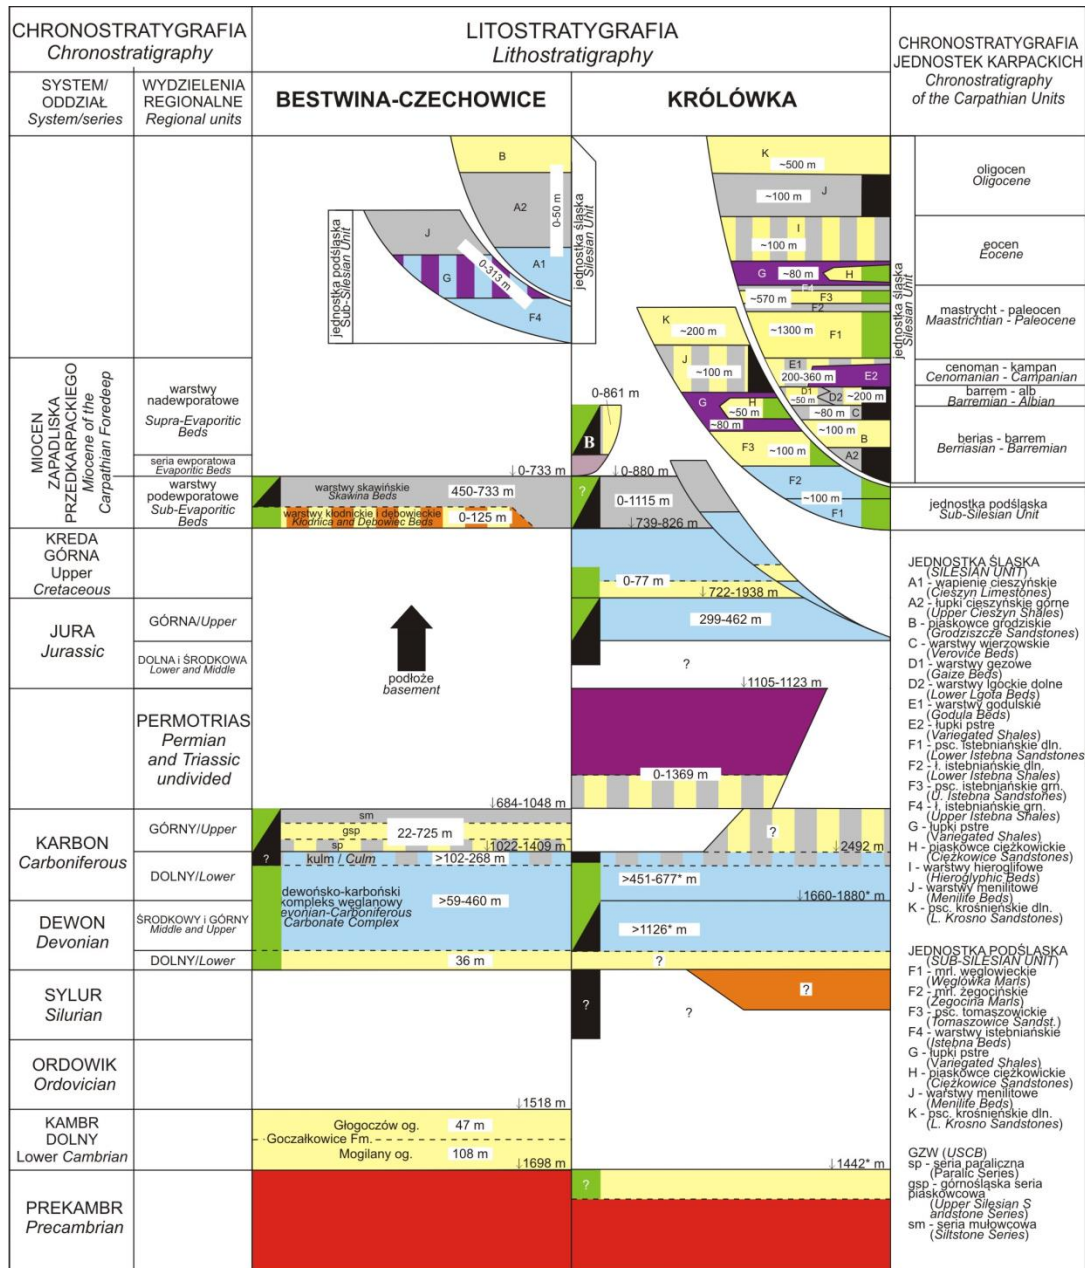 CHRONOSTRATYGRAFIA
Chronostratigraphy
LITOSTRATYGRAFIA
Lithostratigraphy
CHRONOSTRATYGRAFIA
JEDNOSTEK KARPACKICH
Chronostratigraphy
of the Carpathian Units
SYSTEM/
ODDZIAŁ
System/series
WYDZIELENIA
REGIONALNE
Regional units
BESTWINA-CZECHOWICE
KRÓLÓWKA
B
A2
A1
0-50 m
J
G
F4
0-313 m
jednostka podśląska
Sub-Silesian Unit
jednostka śląska
Silesian Unit
K
~500 m
~100 m
J
I
~100 m
G
~80 m
H
F4
~570 m
F3
F2
~1300 m
F1
E1
200-360 m
E2
D1
~50 m
D2
~200 m
~80 m
C
~100 m
B
A2
K
~200 m
J
~100 m
G
H
~50 m
~80 m
F3
~100 m
F2
~100 m
F1
jednostka śląska
Silesian Unit
oligocen
Oligocene
eocen
Eocene
mastrycht - paleocen
Maastrichtian - Paleocene
cenoman - kampan
Cenomanian - Campanian
barrem - alb
Barremian - Albian
berias - barrem
Berriasian - Barremian
jednostka podśląska
Sub-Silesian Unit
MIOCEN
ZAPADLISKA
PRZEDKARPACKIEGO
Miocene of the
Carpathian Foredeep
warstwy
nadewporatowe
Supra-Evaporitic
Beds
seria ewporatowa
Evaporitic Beds
warstwy
podewporatowe
Sub-Evaporitic
Beds
0-861 m
B
↓0-733 m
↓0-880 m
warstwy skawińskie
Skawina Beds
450-733 m
warstwy kłodnickie i dębowieckie
Kłodnica and Dębowiec Beds
0-125 m
?
0-1115 m
↓739-826 m
KREDA
GÓRNA
Upper
Cretaceous
0-77 m
↓722-1938 m
JURA
Jurassic
GÓRNA/Upper
DOLNA i ŚRODKOWA
Lower and Middle
299-462 m
?
↓1105-1123 m
podłoże
basement
PERMOTRIAS
Permian
and Triassic
undivided
0-1369 m
↓684-1048 m
KARBON
Carboniferous
GÓRNY/Upper
DOLNY/Lower
sm
gsp
22-725 m
sp
↓1022-1409 m
?
kulm / Culm
>102-268 m
?
↓2492 m
dewońsko-karboński
kompleks węglanowy
Devonian-Carboniferous
Carbonate Complex
>59-460 m
>451-677* m
↓1660-1880* m
DEWON
Devonian
ŚRODKOWY i GÓRNY
Middle and Upper
>1126* m
DOLNY/Lower
36 m
?
SYLUR
Silurian
?
?
?
ORDOWIK
Ordovician
↓1518 m
KAMBR
DOLNY
Lower Cambrian
Głogoczów og.
47 m
Goczałkowice Fm.
Mogilany og.
108 m
↓1698 m
↓1442* m
PREKAMBR
Precambrian
?
JEDNOSTKA ŚLĄSKA
(SILESIAN UNIT)
A1 - wapienie cieszyńskie
(Cieszyn Limestones)
A2 - łupki cieszyńskie górne
(Upper Cieszyn Shales)
B - piaskowce grodziskie
(Grodziszcze Sandstones)
C - warstwy wierzowskie
(Verovice Beds)
D1 - warstwy gezowe
(Gaize Beds)
D2 - warstwy lgockie dolne
(Lower Lgota Beds)
E1 - warstwy godulskie
(Godula Beds)
E2 - łupki pstre
(Variegated Shales)
F1 - psc. istebniańskie dln.
(Lower Istebna Sandstones
F2 - ł. istebniańskie dln.
(Lower Istebna Shales)
F3 - psc. istebniańskie grn.
(U. Istebna Sandstones)
F4 - ł. istebniańskie grn.
(Upper Istebna Shales)
G - łupki pstre
(Variegated Shales)
H - piaskowce ciężkowickie
(Ciężkowice Sandstones)
I - warstwy hieroglifowe
(Hieroglyphic Beds)
J - warstwy menilitowe
(Menilite Beds)
K - psc. krośnieńskie dln.
(L. Krosno Sandstones)
JEDNOSTKA PODŚLĄSKA
(SUB-SILESIAN UNIT)
F1 - mrl. węglowieckie
(Węglówka Marls)
F2 - mrl. żegocińskie
(Żegocina Marls)
F3 - psc. tomaszowickie
(Tomaszowice Sandst.)
F4 - warstwy istebniańskie
(Istebna Beds)
G - łupki pstre
(Variegated Shales)
H - piaskowce ciężkowickie
(Ciężkowice Sandstones)
J - warstwy menilitowe
(Menilite Beds)
K - psc. krośnieńskie dln.
(L. Krosno Sandstones)
GZW (USCB)
sp - seria paraliczna
(Paralic Series)
gsp - górnośląska seria
piaskowcowa
(Upper Silesian S
andstone Series)
sm - seria mułowcowa
(Siltstone Series)